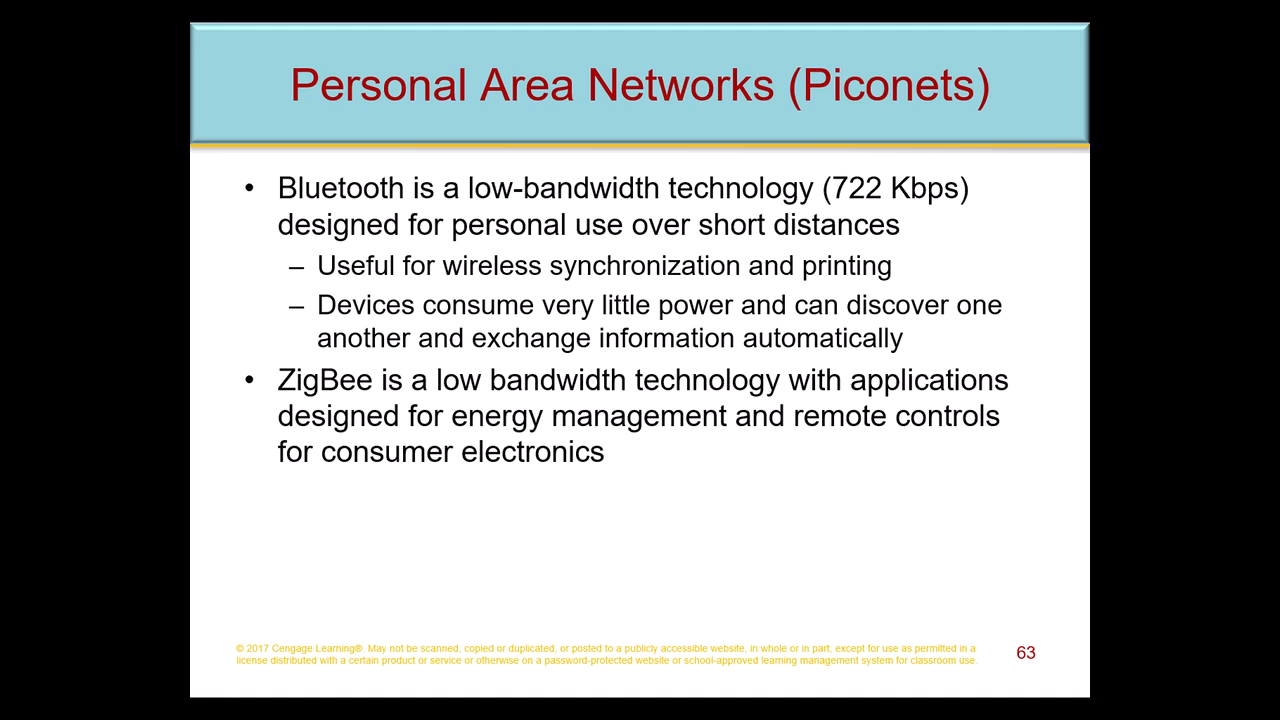 Personal Area Networks (Piconets)
• Bluetooth is a low-bandwidth technology (722 Kbps)
designed for personal use over short distances
– Useful for wireless synchronization and printing
– Devices consume very little power and can discover one
another and exchange information automatically
• ZigBee is a low bandwidth technology with applications
designed for energy management and remote controls
for consumer electronics
© 2017 Cengage Learning®. May not be scanned, copied or duplicated, or posted to a publicly accessible website, in whole or in part, except for use as permitted in a
license distributed with a certain product or service or otherwise on a password-protected website or school-approved learning management system for classroom use.
63